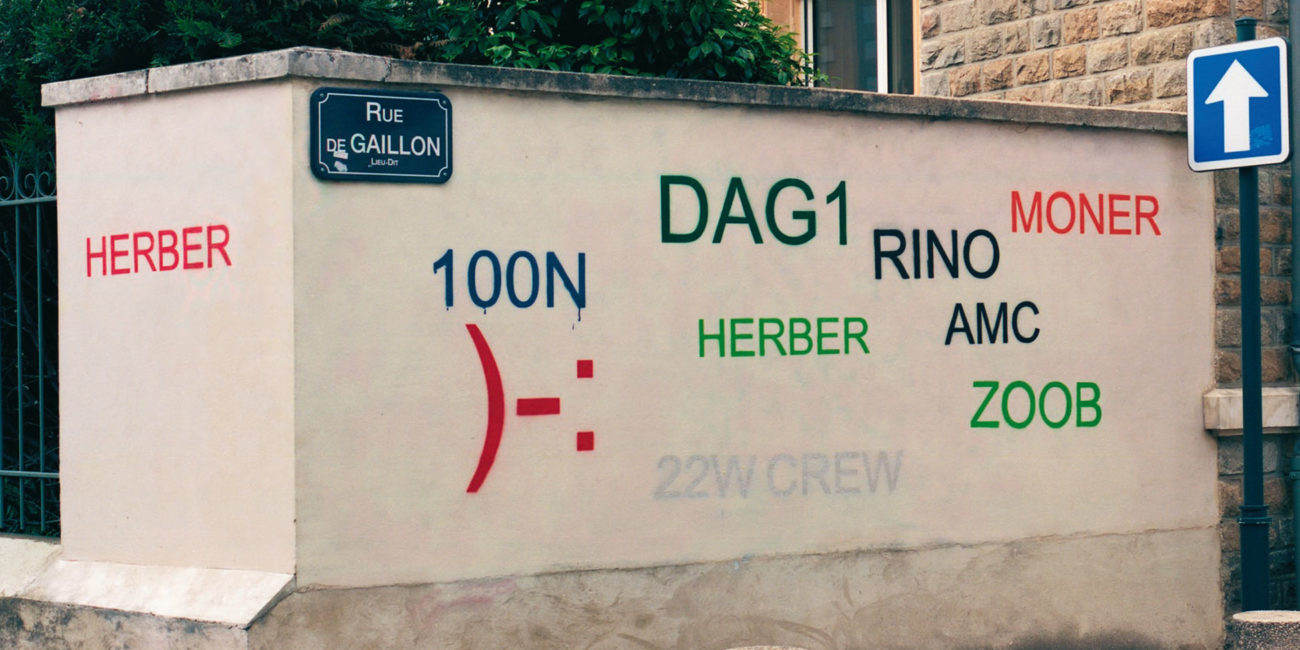 RUE
DE GAILLON
LIEU-DIT
HERBER
100N
)-:
DAG1
RINO
MONER
HERBER
AMC
ZOOB
22W CREW